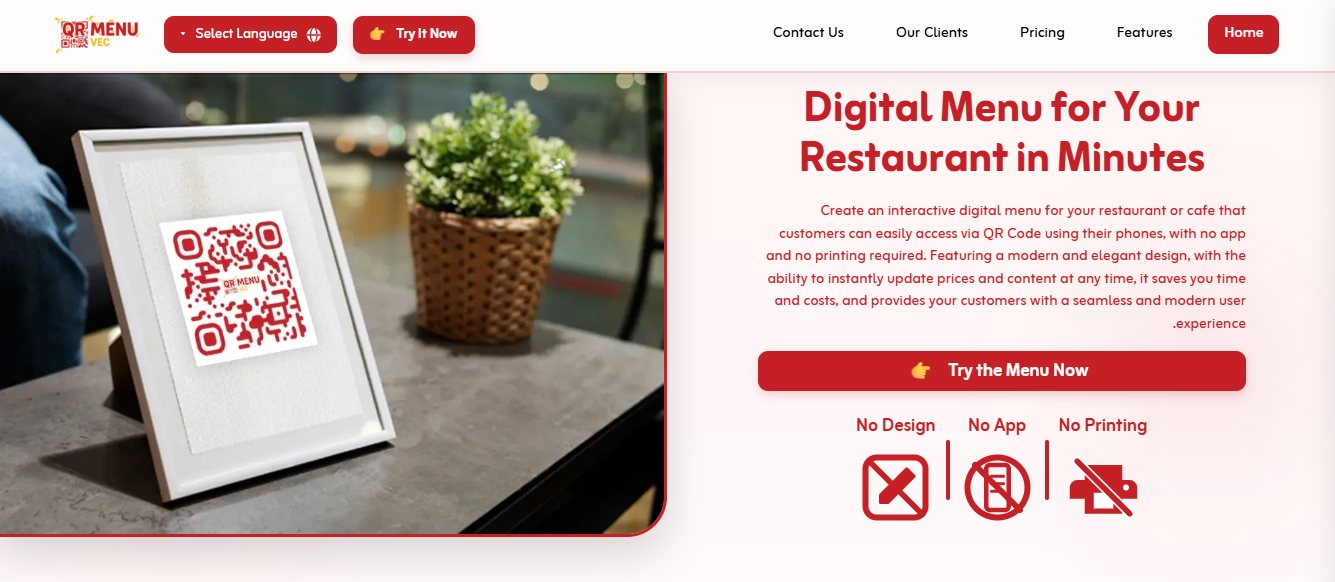 QR MENU
VEC
Select Language
👉 Try It Now
Contact Us
Our Clients
Pricing
Features
Home
Digital Menu for Your
Restaurant in Minutes
Create an interactive digital menu for your restaurant or cafe that
customers can easily access via QR Code using their phones, with no app
and no printing required. Featuring a modern and elegant design, with the
ability to instantly update prices and content at any time, it saves you time
and costs, and provides your customers with a seamless and modern user
.experience
👉 Try the Menu Now
No Design
No App
No Printing
QR MENU